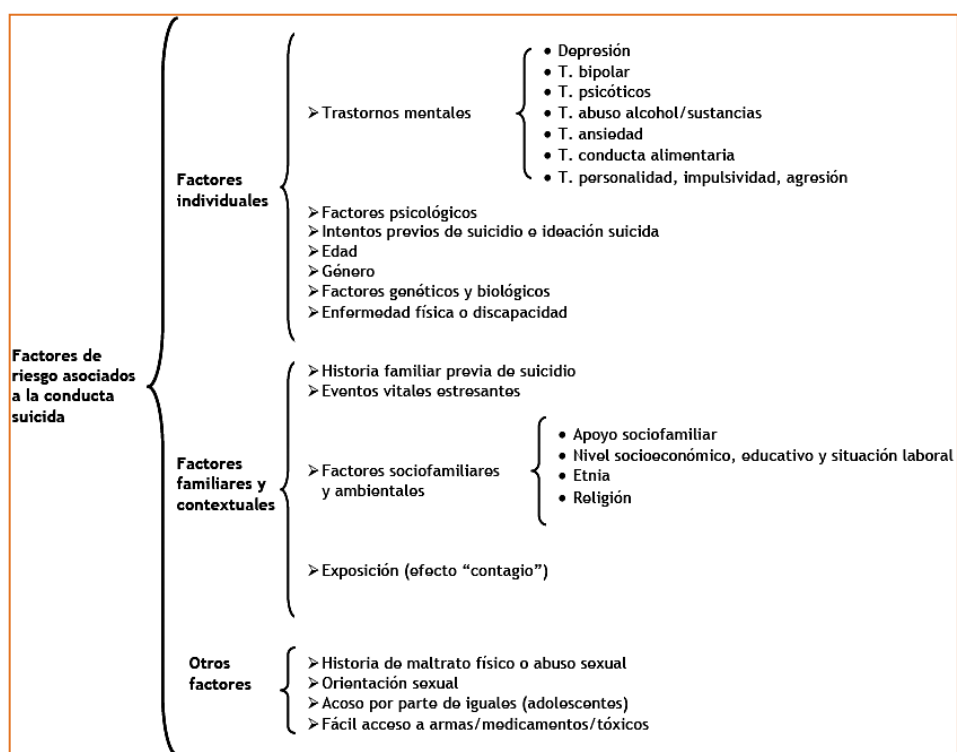 Factores de
riesgo asociados
a la conducta
suicida
Factores
individuales
➢Trastornos mentales
• Depresión
• T. bipolar
• T. psicóticos
• T. abuso alcohol/sustancias
• T. ansiedad
• T. conducta alimentaria
• T. personalidad, impulsividad, agresión
➢Factores psicológicos
➢Intentos previos de suicidio e ideación suicida
➢Edad
➢Género
➢Factores genéticos y biológicos
➢Enfermedad física o discapacidad
Factores
familiares y
contextuales
➢Historia familiar previa de suicidio
➢Eventos vitales estresantes
➢Factores sociofamiliares
y ambientales
• Apoyo sociofamiliar
• Nivel socioeconómico, educativo y situación laboral
• Etnia
• Religión
➢Exposición (efecto “contagio”)
Otros
factores
➢Historia de maltrato físico o abuso sexual
➢Orientación sexual
➢Acoso por parte de iguales (adolescentes)
➢Fácil acceso a armas/medicamentos/tóxicos